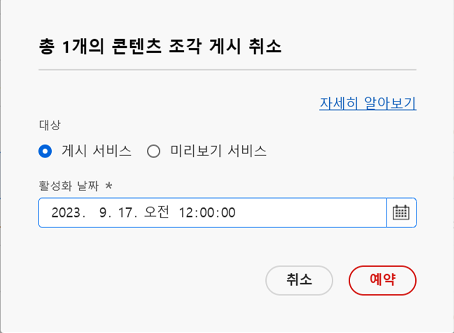 총 1개의 콘텐츠 조각 게시 취소
자세히 알아보기
대상
게시 서비스 미리보기 서비스
활성화 날짜 *
2023. 9. 17. 오전 12:00:00
취소 예약